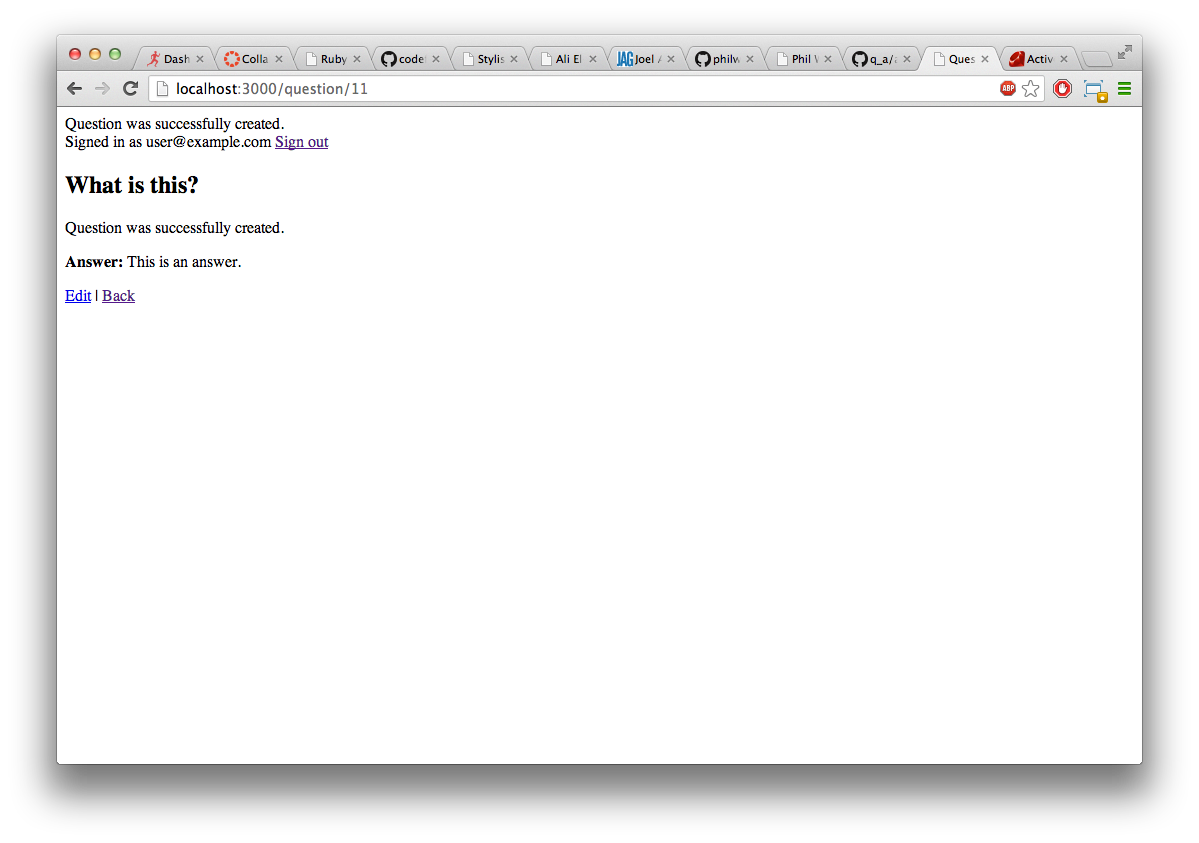 Dash Colla Ruby code Stylis Ali El JAG Joel philw Phil q_a/ Ques Activ
localhost:3000/question/11 ABP
Question was successfully created.
Signed in as user@example.com Sign out
What is this?
Question was successfully created.
Answer: This is an answer.
Edit | Back